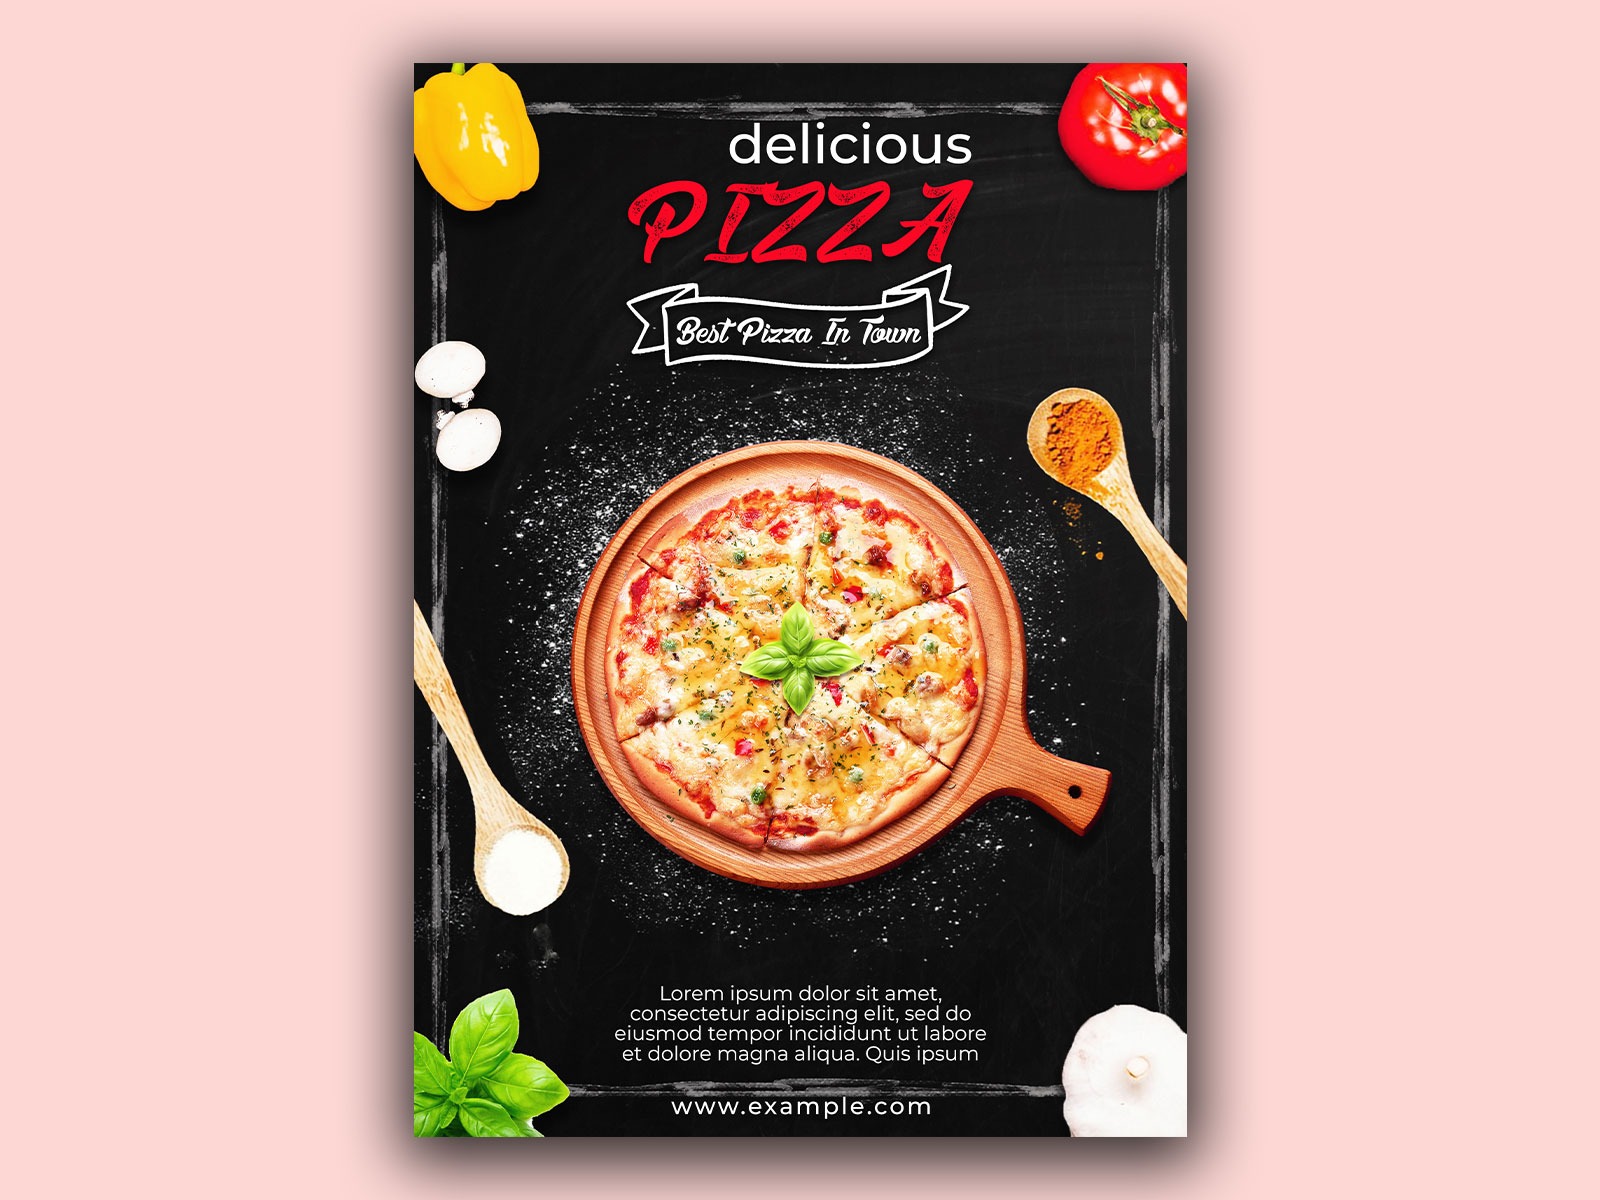 delicious
PIZZA
Best Pizza In Town
Lorem ipsum dolor sit amet,
consectetur adipiscing elit, sed do
eiusmod tempor incididunt ut labore
et dolore magna aliqua. Quis ipsum
www.example.com